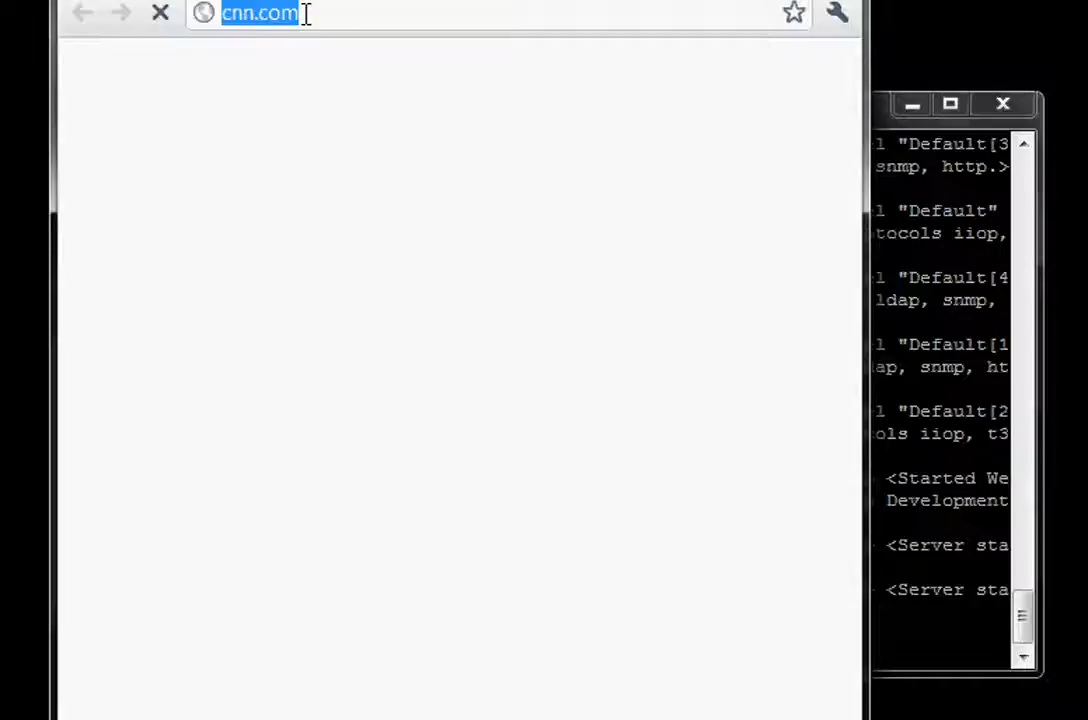 cnn.com
l "Default[3
snmp, http.>
l "Default"
tocols iiop,
l "Default[4
ldap, snmp,
l "Default[1
ap, snmp, ht
l "Default[2
ols iiop, t3
<Started We
Development
<Server sta
<Server sta